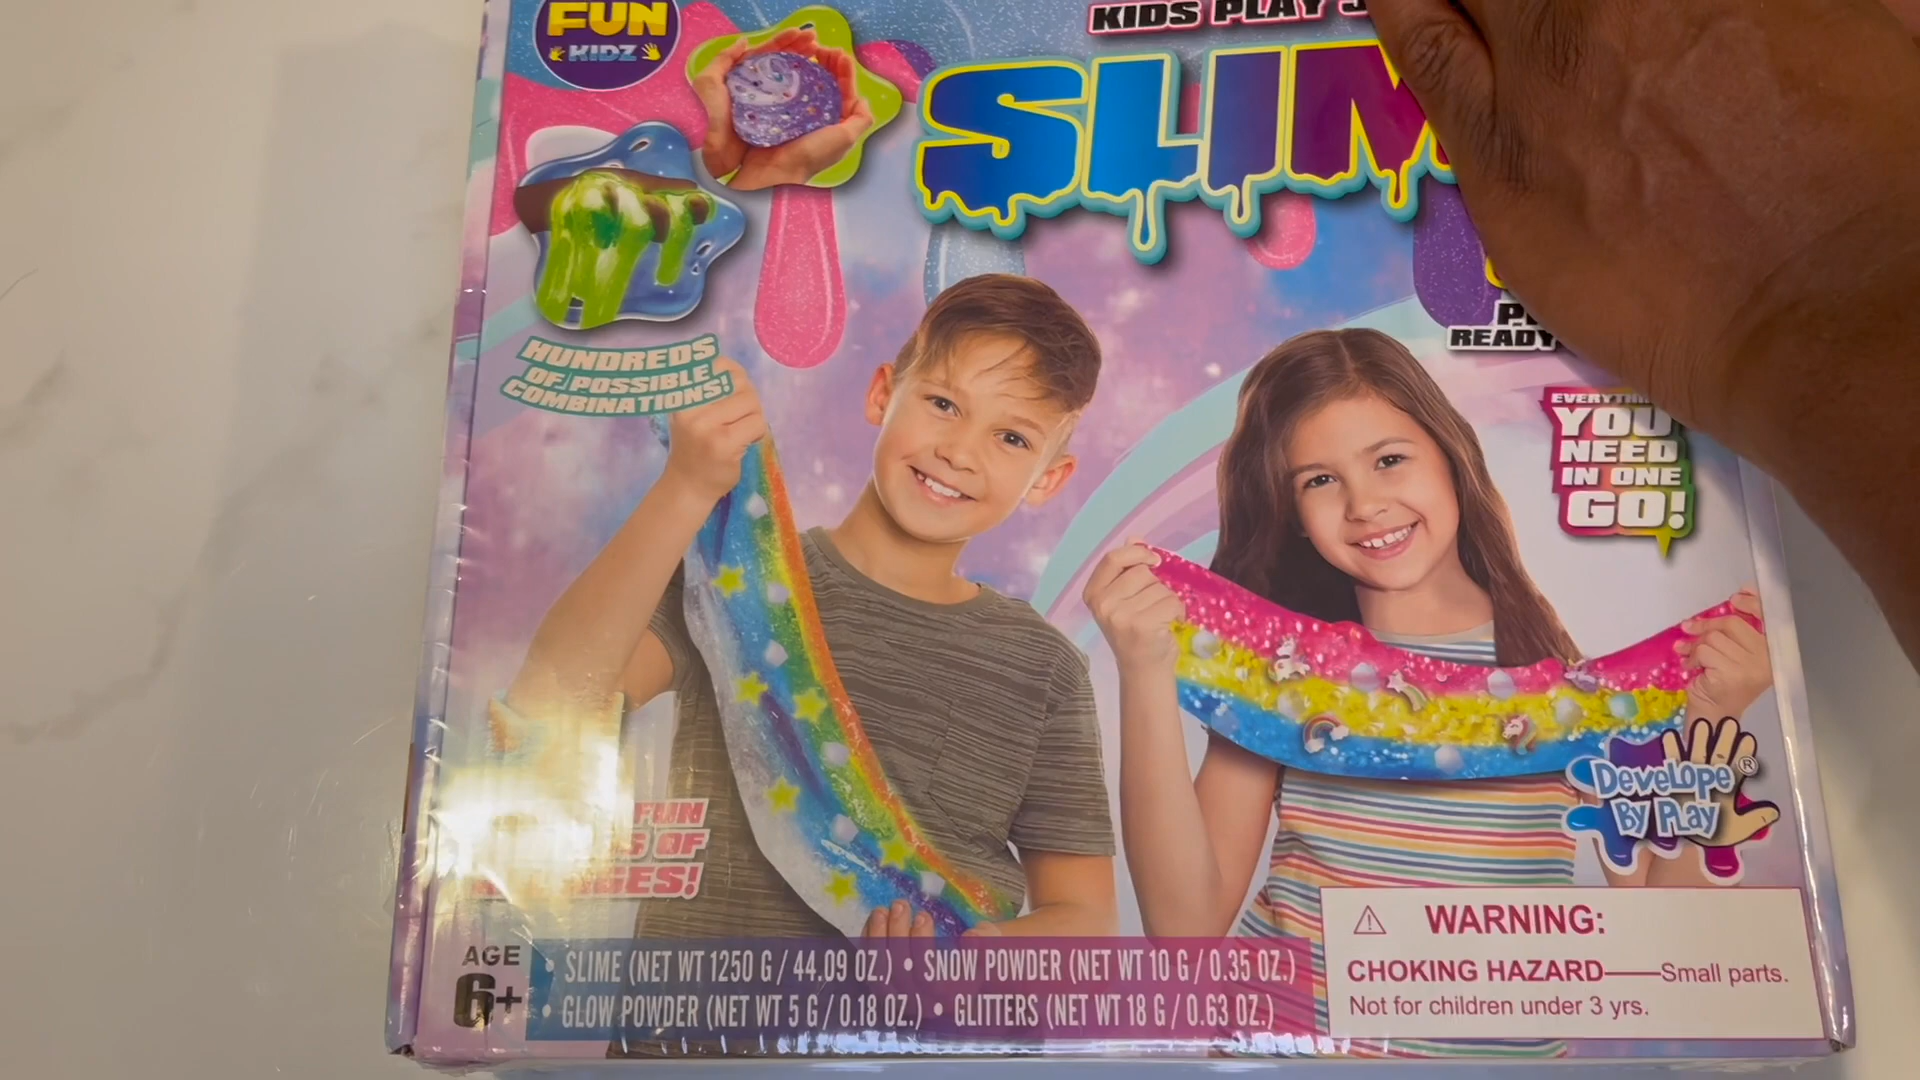 FUN
KIDZ
KIDS PLAY
SLIM
READY
HUNDREDS
OF POSSIBLE
COMBINATIONS!
YOU
NEED
IN ONE
GO!
DEVELOPE
BY PLAY
®
FUN
OF
AGE
6+
WARNING:
CHOKING HAZARD——Small parts.
Not for children under 3 yrs.
• SLIME (NET WT 1250 G / 44.09 OZ.) • SNOW POWDER (NET WT 10 G / 0.35 OZ.)
• GLOW POWDER (NET WT 5 G / 0.18 OZ.) • GLITTERS (NET WT 18 G / 0.63 OZ.)